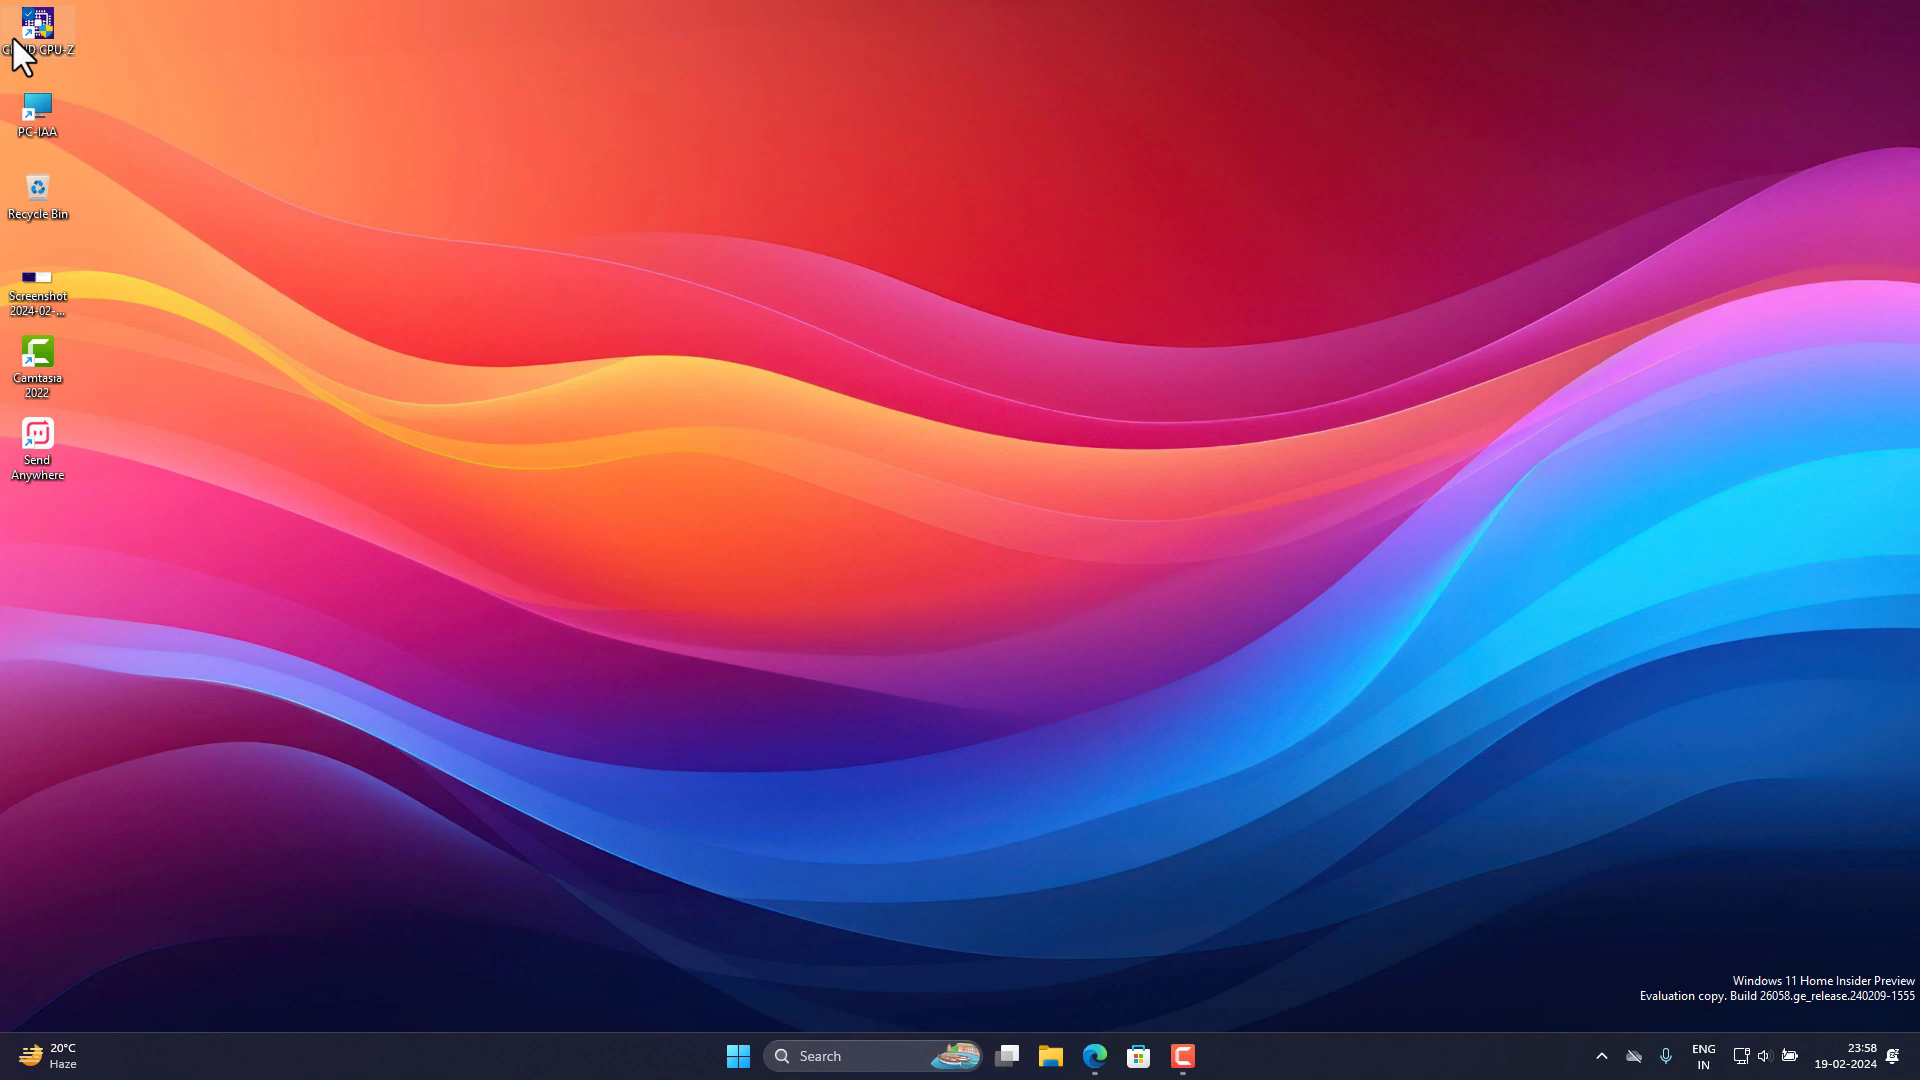 CPU-Z
PC-IAA
Recycle Bin
Screenshot
2024-02-...
Camtasia
2022
Send
Anywhere
Windows 11 Home Insider Preview
Evaluation copy. Build 26058.ge_release.240209-1555
20°C
Haze
Search
ENG
IN
23:58
19-02-2024